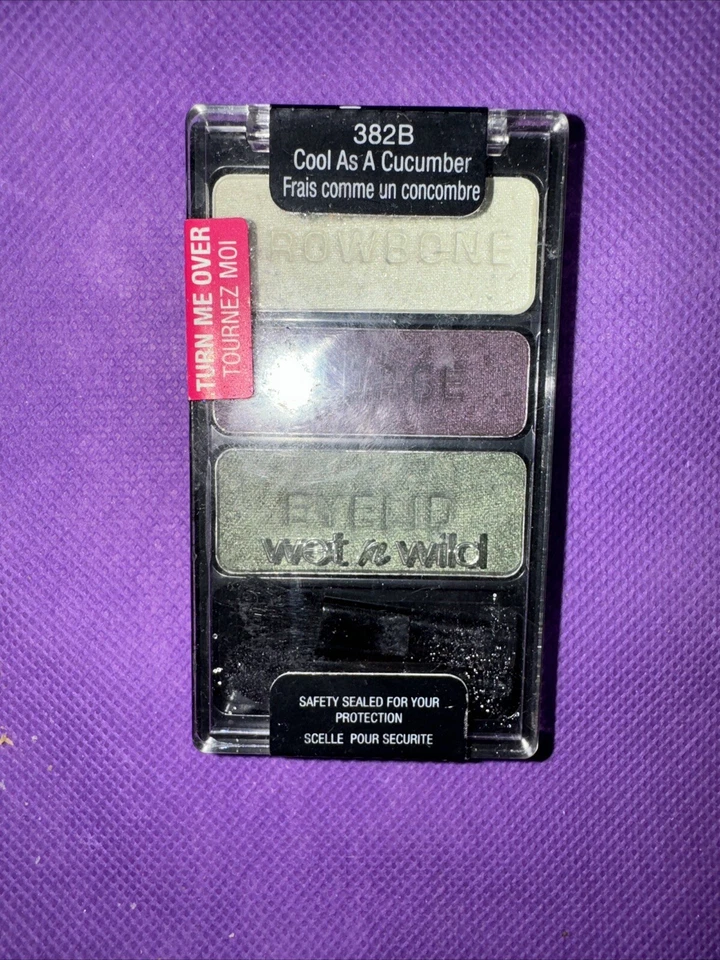 382B
Cool As A Cucumber
Frais comme un concombre
ROWBONE
TURN ME OVER
TOURNEZ MOI
EYELID
wet n wild
SAFETY SEALED FOR YOUR
PROTECTION
SCELLE POUR SECURITE